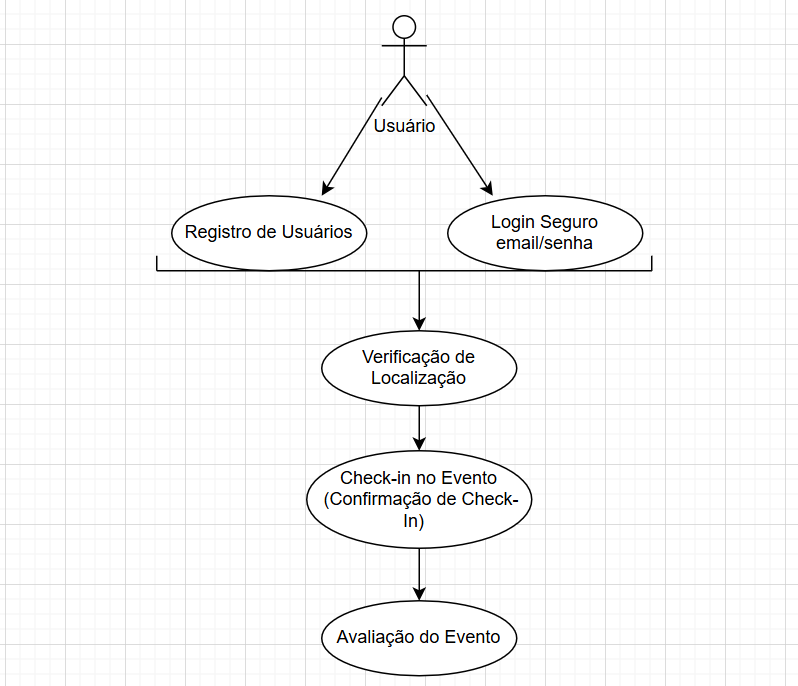 Usuário
Registro de Usuários
Login Seguro
email/senha
Verificação de
Localização
Check-in no Evento
(Confirmação de Check-
In)
Avaliação do Evento